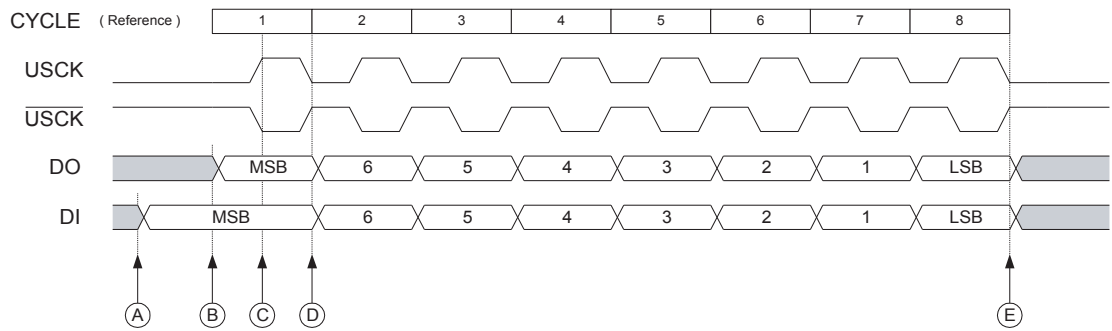 CYCLE ( Reference ) 1 2 3 4 5 6 7 8
USCK
USCK
DO MSB 6 5 4 3 2 1 LSB
DI MSB 6 5 4 3 2 1 LSB
A B C D E